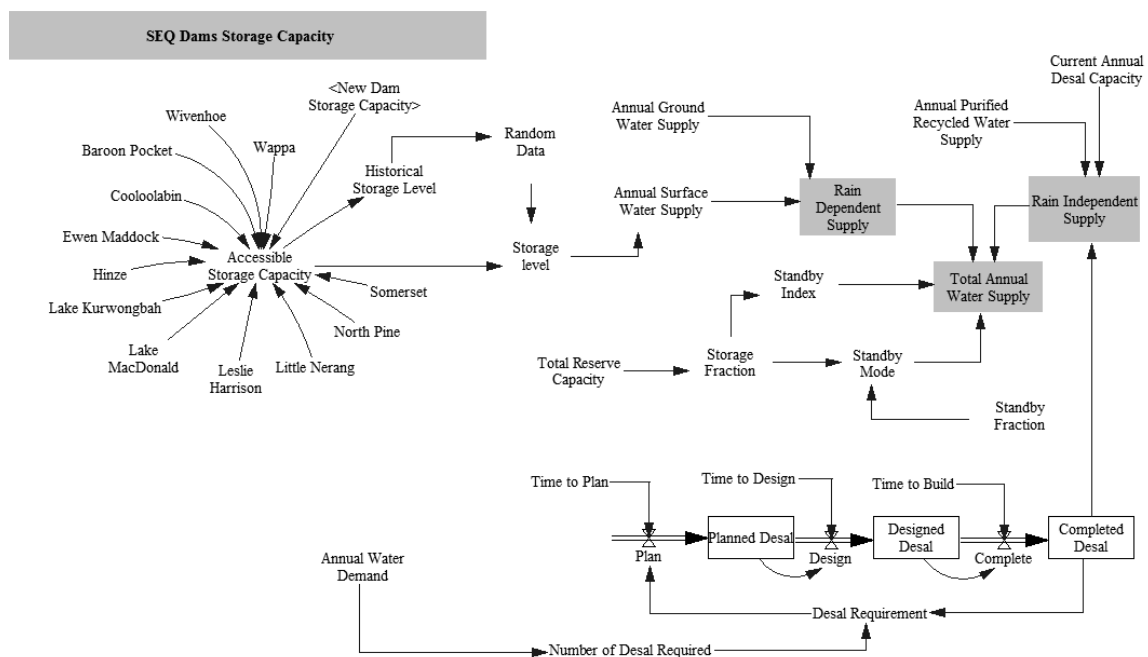 SEQ Dams Storage Capacity
<New Dam
Storage Capacity>
Wivenhoe
Wappa
Baroon Pocket
Cooloolabin
Ewen Maddock
Hinze
Lake Kurwongbah
Lake
MacDonald
Leslie
Harrison
Little Nerang
North Pine
Somerset
Accessible
Storage Capacity
Historical
Storage Level
Random
Data
Storage
level
Annual Ground
Water Supply
Annual Surface
Water Supply
Rain
Dependent
Supply
Annual Purified
Recycled Water
Supply
Current Annual
Desal Capacity
Rain Independent
Supply
Total Annual
Water Supply
Standby
Index
Total Reserve
Capacity
Storage
Fraction
Standby
Mode
Standby
Fraction
Time to Plan
Time to Design
Time to Build
Plan
Planned Desal
Design
Designed
Desal
Complete
Completed
Desal
Annual Water
Demand
Desal Requirement
Number of Desal Required